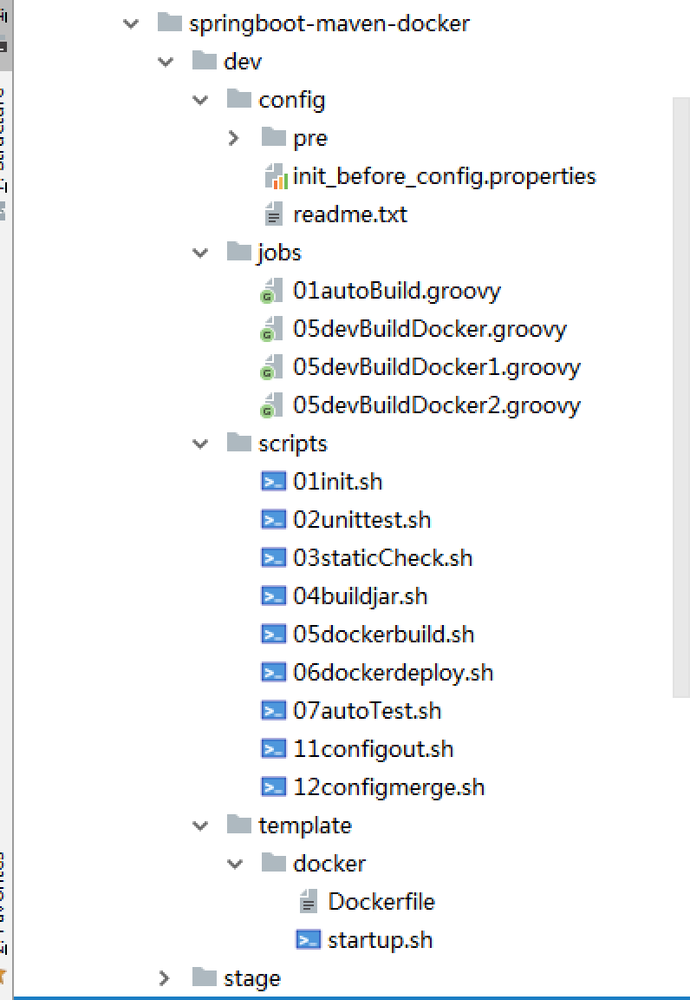 springboot-maven-docker
dev
config
pre
init_before_config.properties
readme.txt
jobs
01autoBuild.groovy
05devBuildDocker.groovy
05devBuildDocker1.groovy
05devBuildDocker2.groovy
scripts
01init.sh
02unittest.sh
03staticCheck.sh
04buildjar.sh
05dockerbuild.sh
06dockerdeploy.sh
07autoTest.sh
11configout.sh
12configmerge.sh
template
docker
Dockerfile
startup.sh
stage